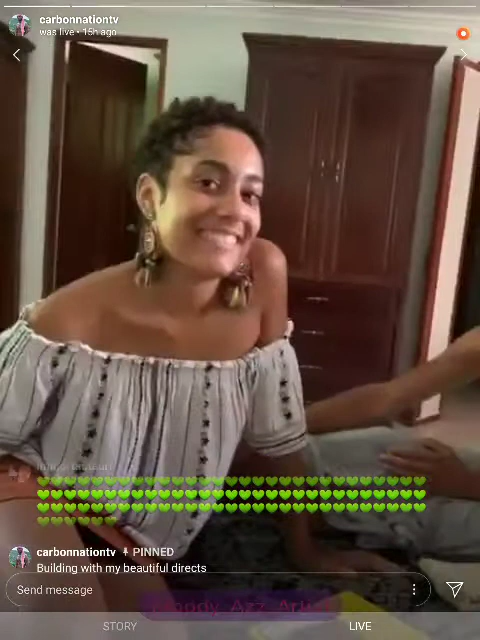 carbonnationtv
was live • 15h ago
💚💚💚💚💚💚💚💚💚💚💚💚💚💚💚💚💚💚💚💚💚💚💚💚💚💚💚💚💚
carbonnationtv PINNED
Building with my beautiful directs
Send message
STORY LIVE